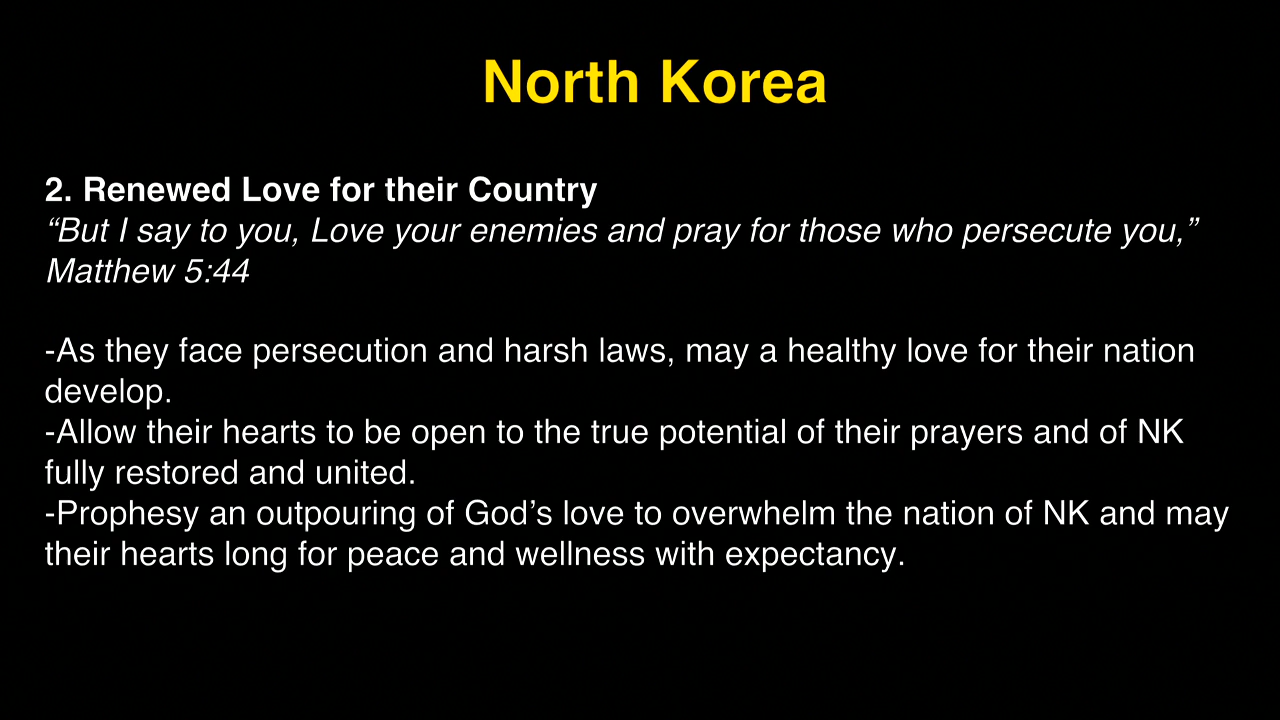 North Korea
2. Renewed Love for their Country
“But I say to you, Love your enemies and pray for those who persecute you,”
Matthew 5:44
-As they face persecution and harsh laws, may a healthy love for their nation
develop.
-Allow their hearts to be open to the true potential of their prayers and of NK
fully restored and united.
-Prophesy an outpouring of God’s love to overwhelm the nation of NK and may
their hearts long for peace and wellness with expectancy.